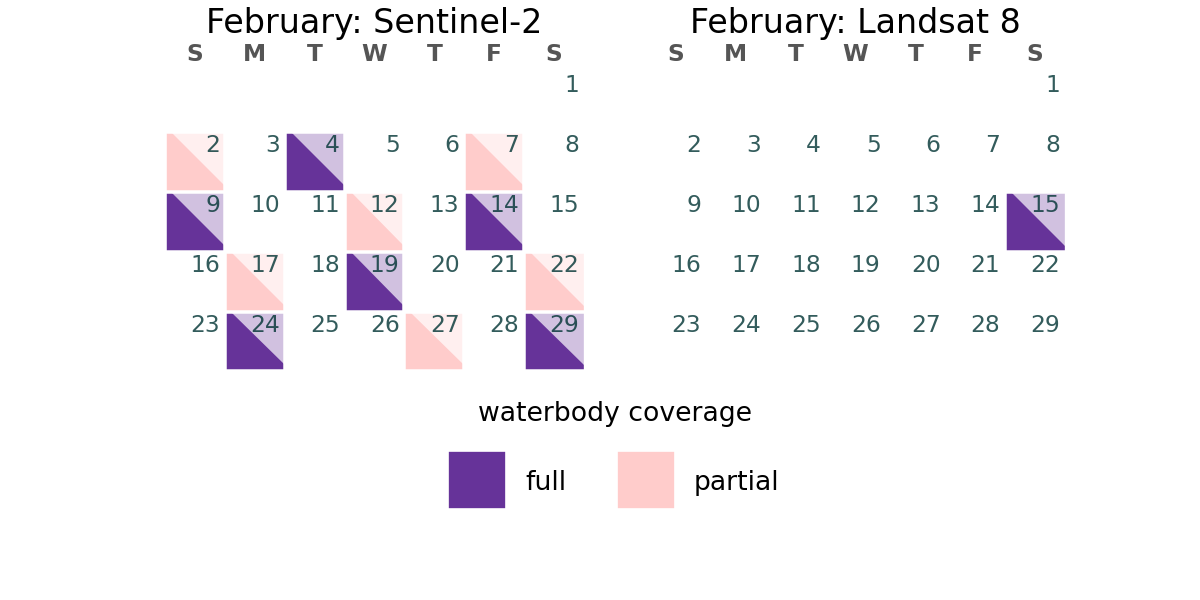 February: Sentinel-2
S M T W T F S
1
2 3 4 5 6 7 8
9 10 11 12 13 14 15
16 17 18 19 20 21 22
23 24 25 26 27 28 29
February: Landsat 8
S M T W T F S
1
2 3 4 5 6 7 8
9 10 11 12 13 14 15
16 17 18 19 20 21 22
23 24 25 26 27 28 29
waterbody coverage
full
partial